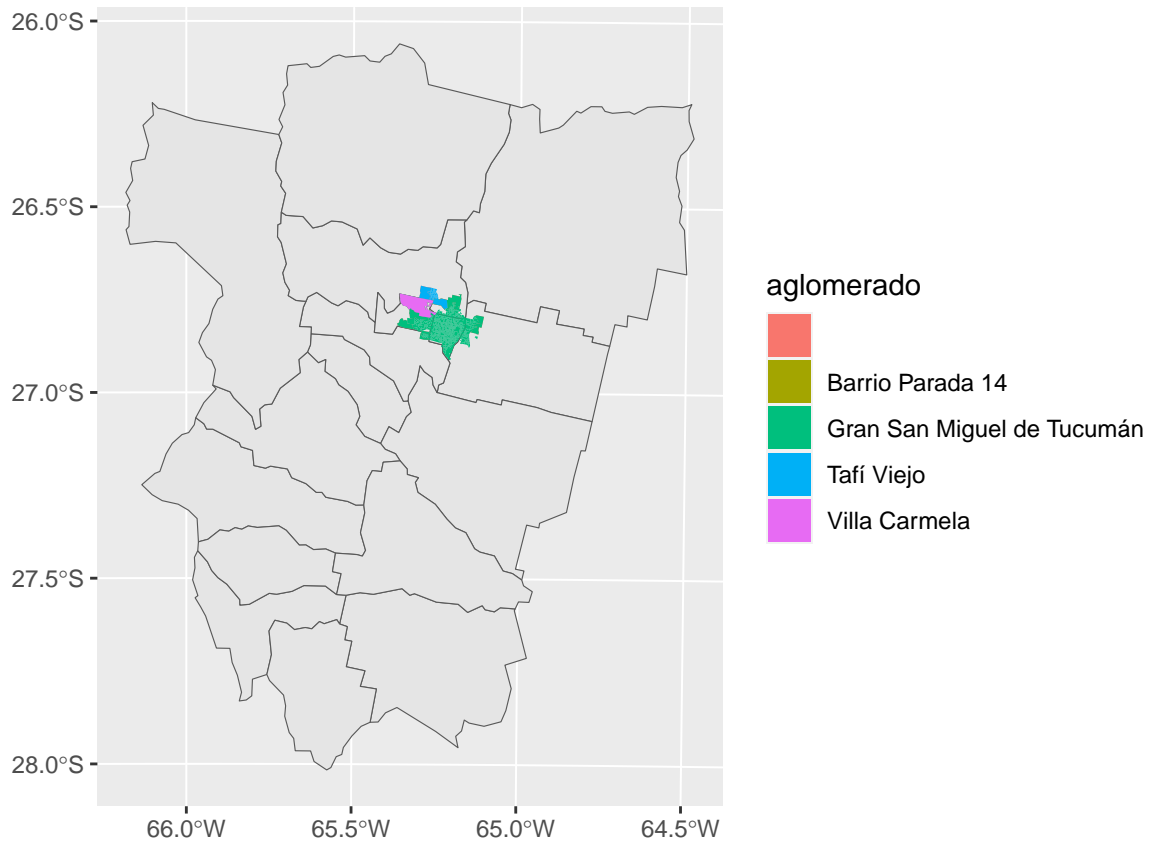 26.0°S
26.5°S
27.0°S
27.5°S
28.0°S
66.0°W
65.5°W
65.0°W
64.5°W
aglomerado
Barrio Parada 14
Gran San Miguel de Tucumán
Tafí Viejo
Villa Carmela